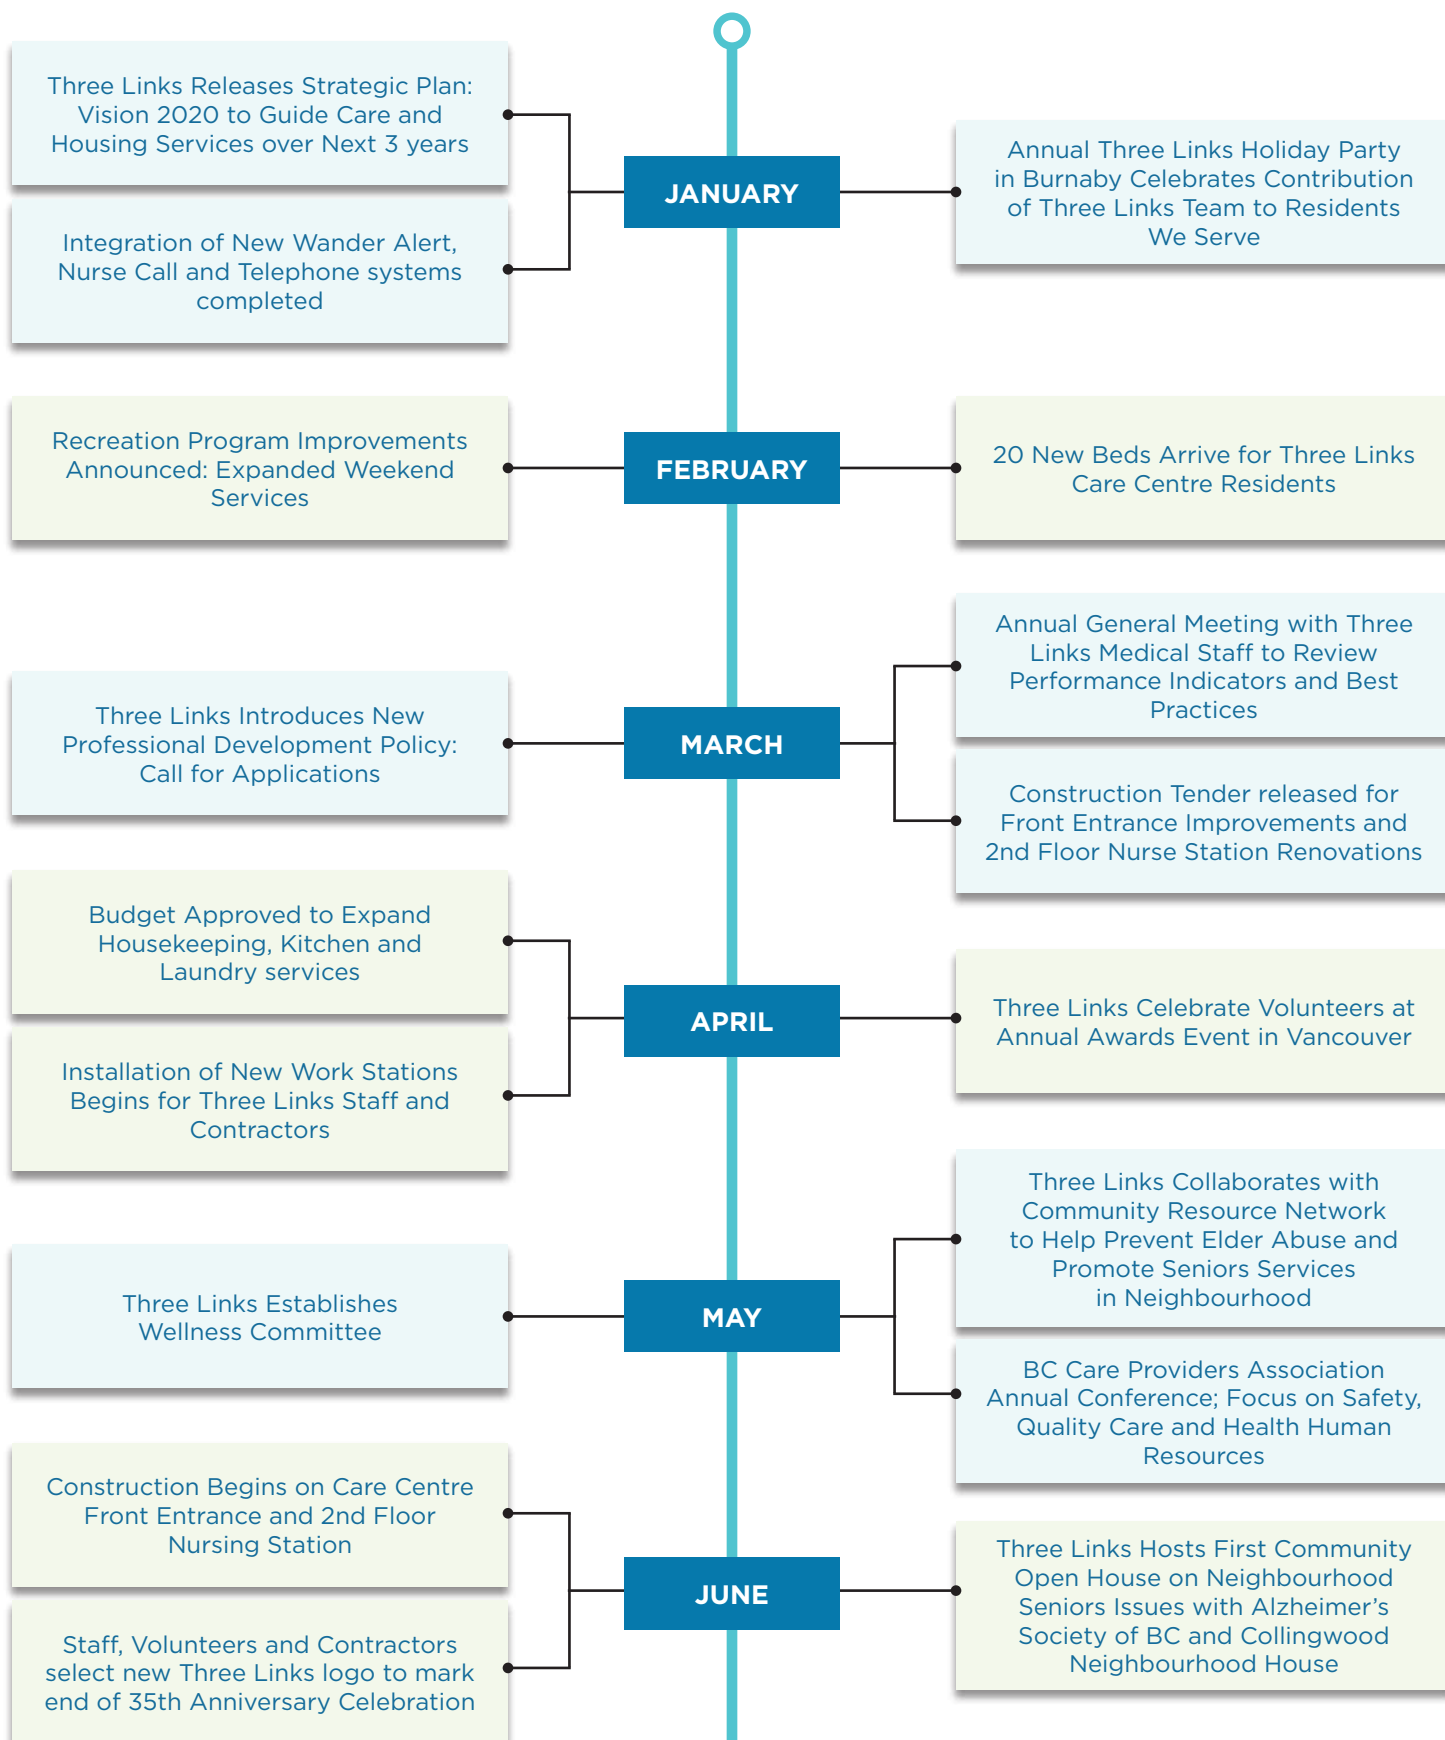 Three Links Releases Strategic Plan:
Vision 2020 to Guide Care and
Housing Services over Next 3 years
Integration of New Wander Alert,
Nurse Call and Telephone systems
completed
JANUARY
Annual Three Links Holiday Party
in Burnaby Celebrates Contribution
of Three Links Team to Residents
We Serve
Recreation Program Improvements
Announced: Expanded Weekend
Services
FEBRUARY
20 New Beds Arrive for Three Links
Care Centre Residents
Three Links Introduces New
Professional Development Policy:
Call for Applications
MARCH
Annual General Meeting with Three
Links Medical Staff to Review
Performance Indicators and Best
Practices
Construction Tender released for
Front Entrance Improvements and
2nd Floor Nurse Station Renovations
Budget Approved to Expand
Housekeeping, Kitchen and
Laundry services
Installation of New Work Stations
Begins for Three Links Staff and
Contractors
APRIL
Three Links Celebrate Volunteers at
Annual Awards Event in Vancouver
Three Links Establishes
Wellness Committee
MAY
Three Links Collaborates with
Community Resource Network
to Help Prevent Elder Abuse and
Promote Seniors Services
in Neighbourhood
BC Care Providers Association
Annual Conference; Focus on Safety,
Quality Care and Health Human
Resources
Construction Begins on Care Centre
Front Entrance and 2nd Floor
Nursing Station
Staff, Volunteers and Contractors
select new Three Links logo to mark
end of 35th Anniversary Celebration
JUNE
Three Links Hosts First Community
Open House on Neighbourhood
Seniors Issues with Alzheimer’s
Society of BC and Collingwood
Neighbourhood House